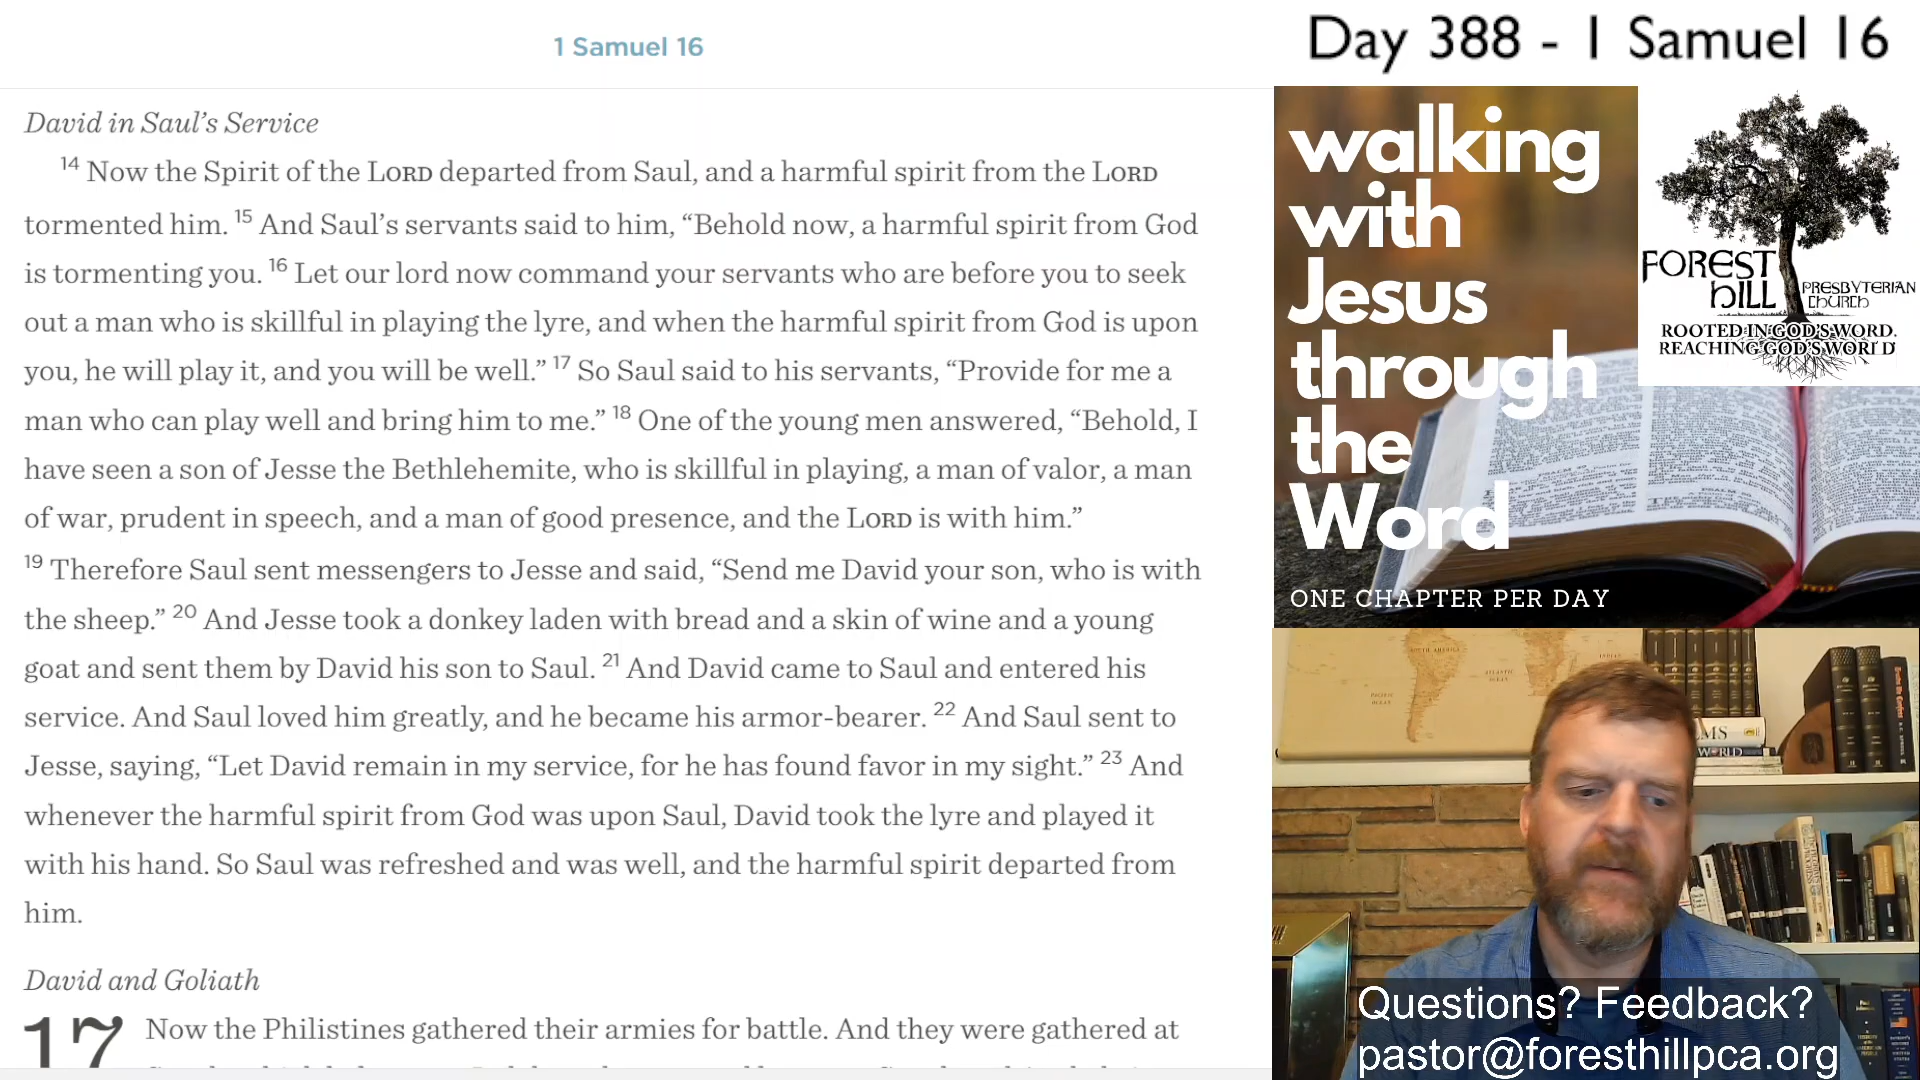 1 Samuel 16
David in Saul’s Service
14 Now the Spirit of the LORD departed from Saul, and a harmful spirit from the LORD
tormented him. 15 And Saul’s servants said to him, “Behold now, a harmful spirit from God
is tormenting you. 16 Let our lord now command your servants who are before you to seek
out a man who is skillful in playing the lyre, and when the harmful spirit from God is upon
you, he will play it, and you will be well.” 17 So Saul said to his servants, “Provide for me a
man who can play well and bring him to me.” 18 One of the young men answered, “Behold, I
have seen a son of Jesse the Bethlehemite, who is skillful in playing, a man of valor, a man
of war, prudent in speech, and a man of good presence, and the LORD is with him.”
19 Therefore Saul sent messengers to Jesse and said, “Send me David your son, who is with
the sheep.” 20 And Jesse took a donkey laden with bread and a skin of wine and a young
goat and sent them by David his son to Saul. 21 And David came to Saul and entered his
service. And Saul loved him greatly, and he became his armor-bearer. 22 And Saul sent to
Jesse, saying, “Let David remain in my service, for he has found favor in my sight.” 23 And
whenever the harmful spirit from God was upon Saul, David took the lyre and played it
with his hand. So Saul was refreshed and was well, and the harmful spirit departed from
him.
David and Goliath
17 Now the Philistines gathered their armies for battle. And they were gathered at
Day 388 - 1 Samuel 16
walking
with
Jesus
through
the
Word
ONE CHAPTER PER DAY
FOREST
HILL
PRESBYTERIAN
CHURCH
ROOTED IN GOD'S WORD.
REACHING GOD'S WORLD
SOUTH AMERICA
ATLANTIC
OCEAN
PACIFIC
OCEAN
WORLD
Questions? Feedback?
pastor@foresthillpca.org